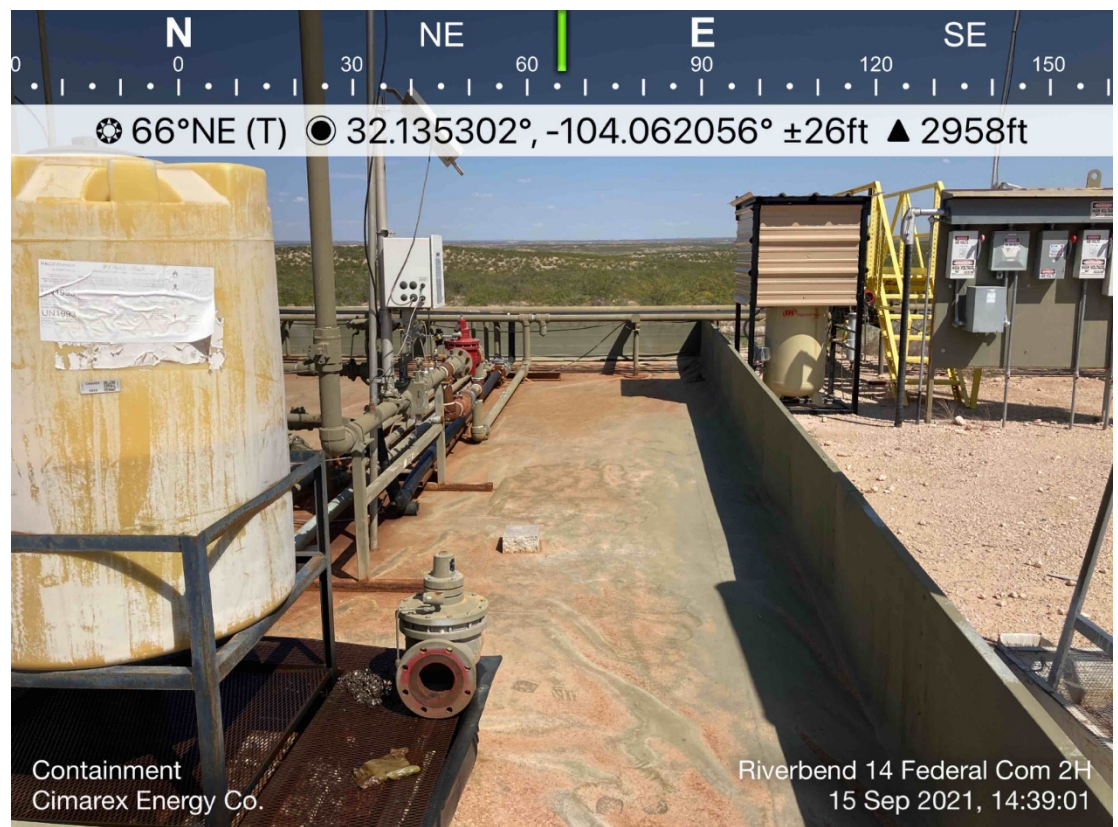 N NE E SE
0 0 30 60 90 120 150
66°NE (T) 32.135302°, -104.062056° ±26ft ▲ 2958ft
UN1993
Containment
Cimarex Energy Co.
Riverbend 14 Federal Com 2H
15 Sep 2021, 14:39:01